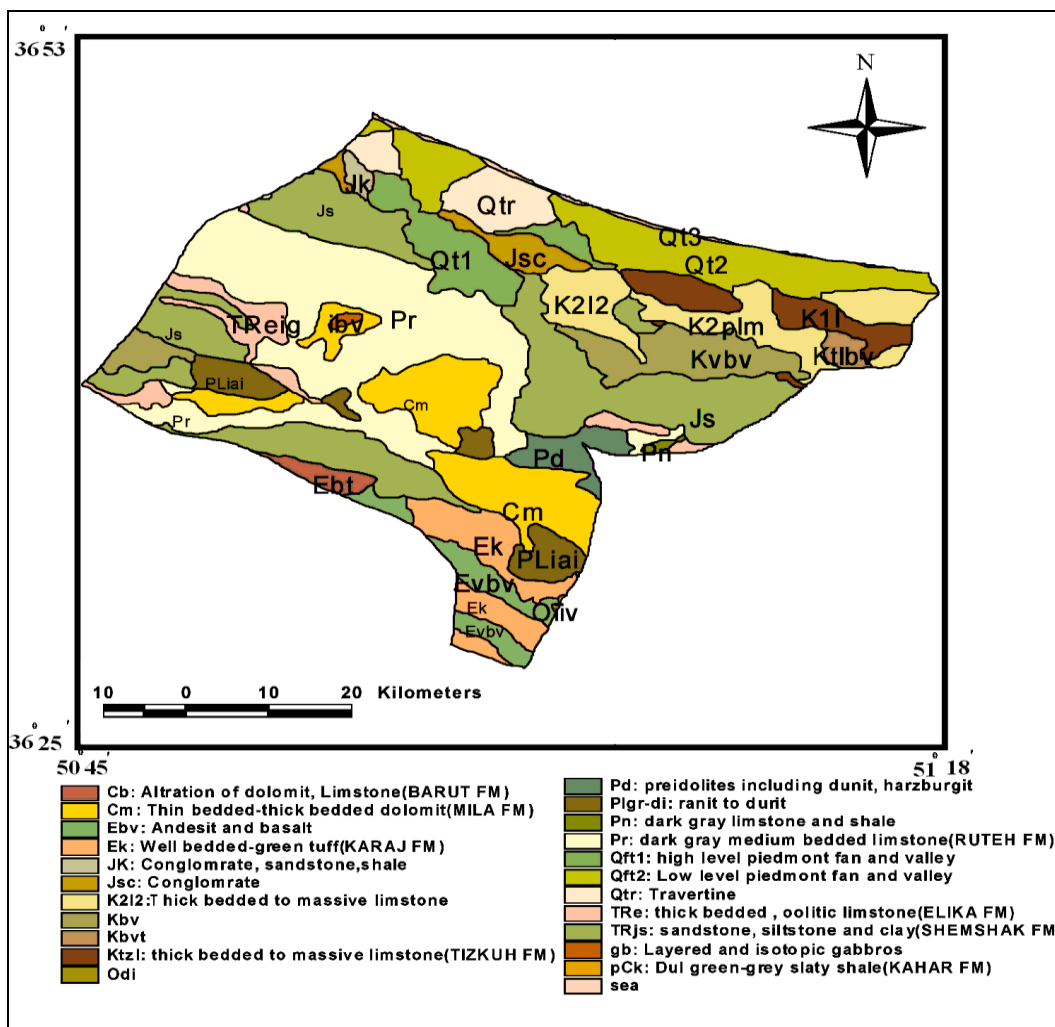 36° 53′
N
Jk
Js
Qtr
Qt3
Qt1
Jsc
Qt2
K2l2
K1l
TReig
ibv
Pr
K2plm
Js
Kvbv
Ktlbv
PLiai
Cm
Js
Pr
Pd
Pn
Ebt
Cm
Ek
PLiai
Evbv
Ek
Evbv
10 0 10 20 Kilometers
36° 25′
50° 45′
51° 18′
Cb: Altration of dolomit, Limstone(BARUT FM)
Cm: Thin bedded-thick bedded dolomit(MILA FM)
Ebv: Andesit and basalt
Ek: Well bedded-green tuff(KARAJ FM)
JK: Conglomrate, sandstone,shale
Jsc: Conglomrate
K2l2:Thick bedded to massive limstone
Kbv
Kbvt
Ktzl: thick bedded to massive limstone(TIZKUH FM)
Odi
Pd: preidolites including dunit, harzburgit
Plgr-di: ranit to durit
Pn: dark gray limstone and shale
Pr: dark gray medium bedded limstone(RUTEH FM)
Qft1: high level piedmont fan and valley
Qft2: Low level piedmont fan and valley
Qtr: Travertine
TRe: thick bedded , oolitic limstone(ELIKA FM)
TRjs: sandstone, siltstone and clay(SHEMSHAK FM
gb: Layered and isotopic gabbros
pCk: Dul green-grey slaty shale(KAHAR FM)
sea